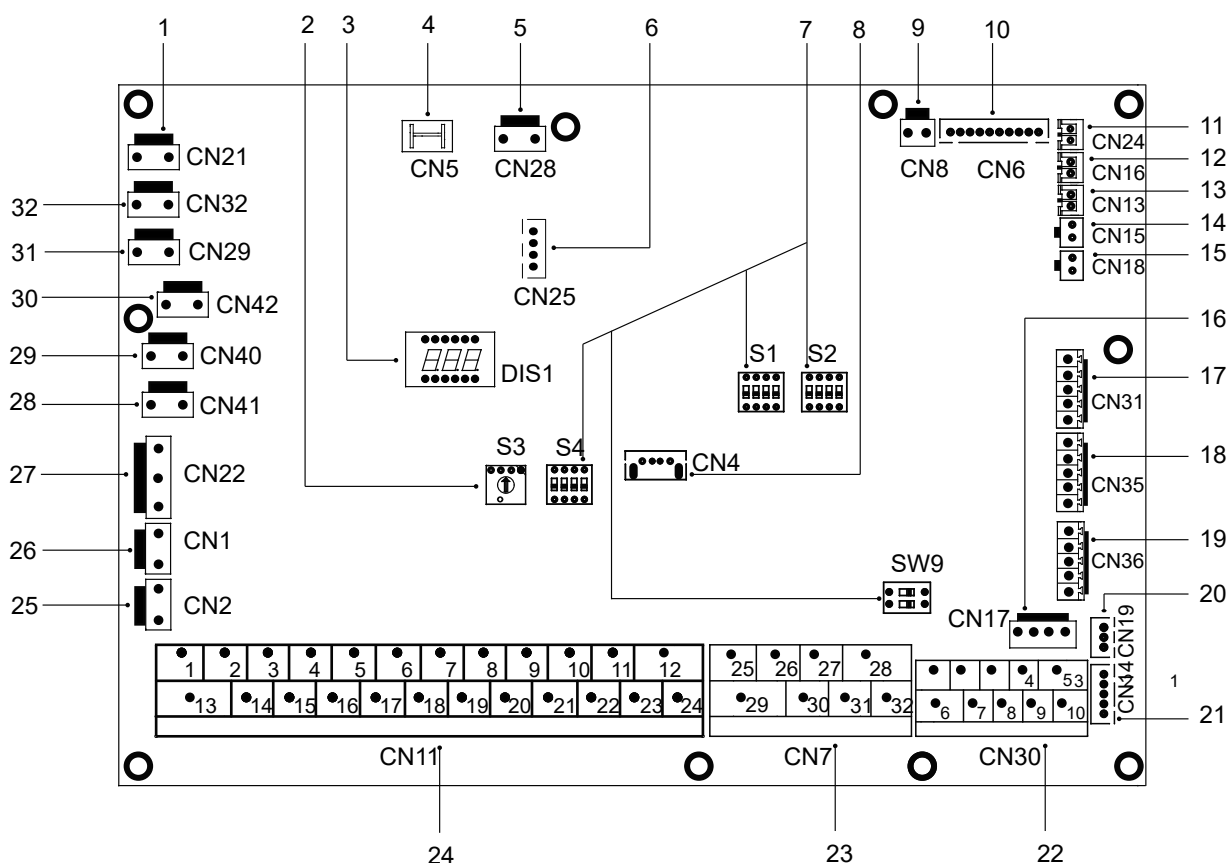 1 2 3 4 5 6 7 8 9 10
CN5 CN28 CN8 CN6
CN21
CN24 11
CN16 12
32 CN32
CN13 13
31 CN29
CN15 14
CN25
CN18 15
30 CN42
16
29 CN40
3 DIS1 S1 S2
CN31 17
28 CN41
27 CN22 S3 S4 CN4
CN35 18
26 CN1
SW9 CN36 19
25 CN2
CN17 CN19 20
1 2 3 4 5 6 7 8 9 10 11 12
25 26 27 28
4 53
CN14 1
13 14 15 16 17 18 19 20 21 22 23 24
29 30 31 32
6 7 8 9 10
21
CN11 CN7 CN30
24 23 22